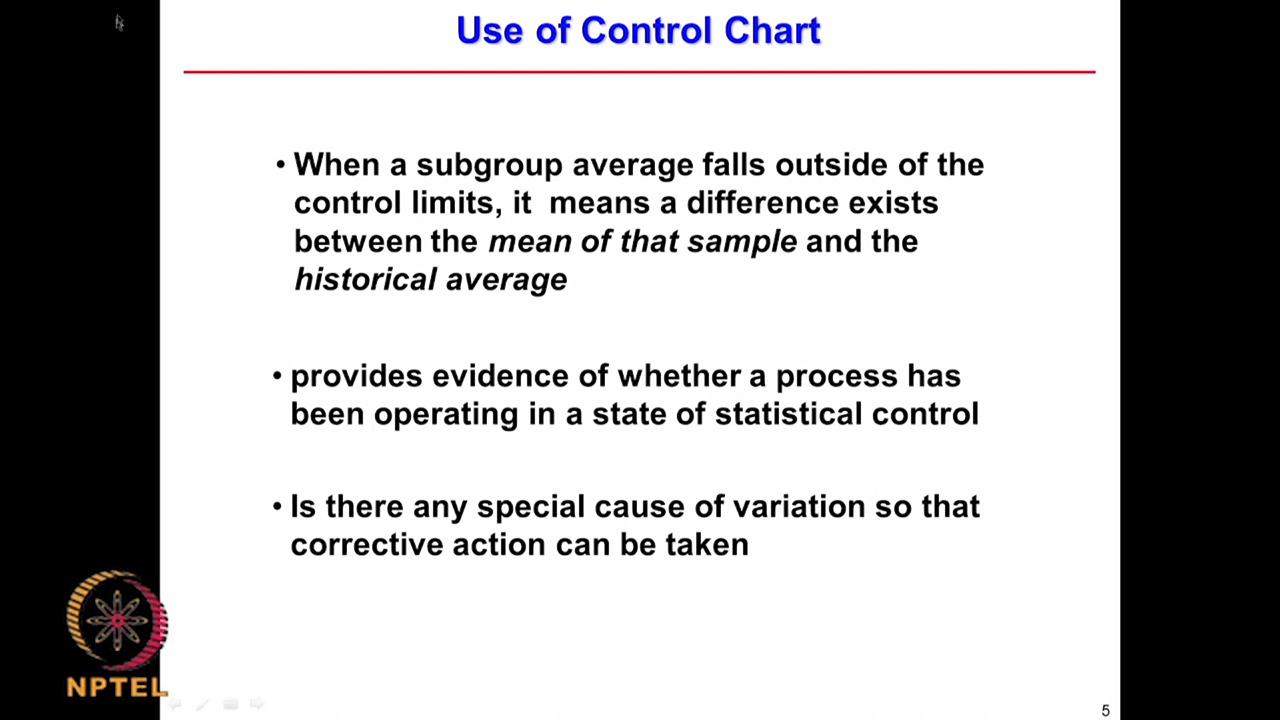 Use of Control Chart
• When a subgroup average falls outside of the
control limits, it means a difference exists
between the mean of that sample and the
historical average
• provides evidence of whether a process has
been operating in a state of statistical control
• Is there any special cause of variation so that
corrective action can be taken
NPTEL
5